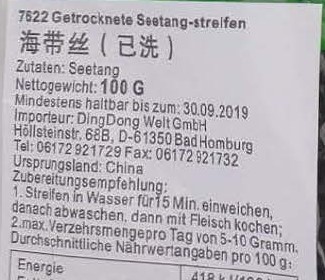 7622 Getrocknete Seetang-streifen
海带丝（已洗）
Zutaten: Seetang
Nettogewicht: 100 G
Mindestens haltbar bis zum: 30.09.2019
Importeur: DingDong Welt GmbH
Höllsteinstr. 68B, D-61350 Bad Homburg
Tel: 06172 921729 Fax: 06172 921732
Ursprungsland: China
Zubereitungsempfehlung:
1. Streifen in Wasser für 15 Min. einweichen,
danach abwaschen, dann mit Fleisch kochen;
2. max. Verzehrsmenge pro Tag von 5-10 Gramm.
Durchschnittliche Nährwertangaben pro 100 g:
Energie